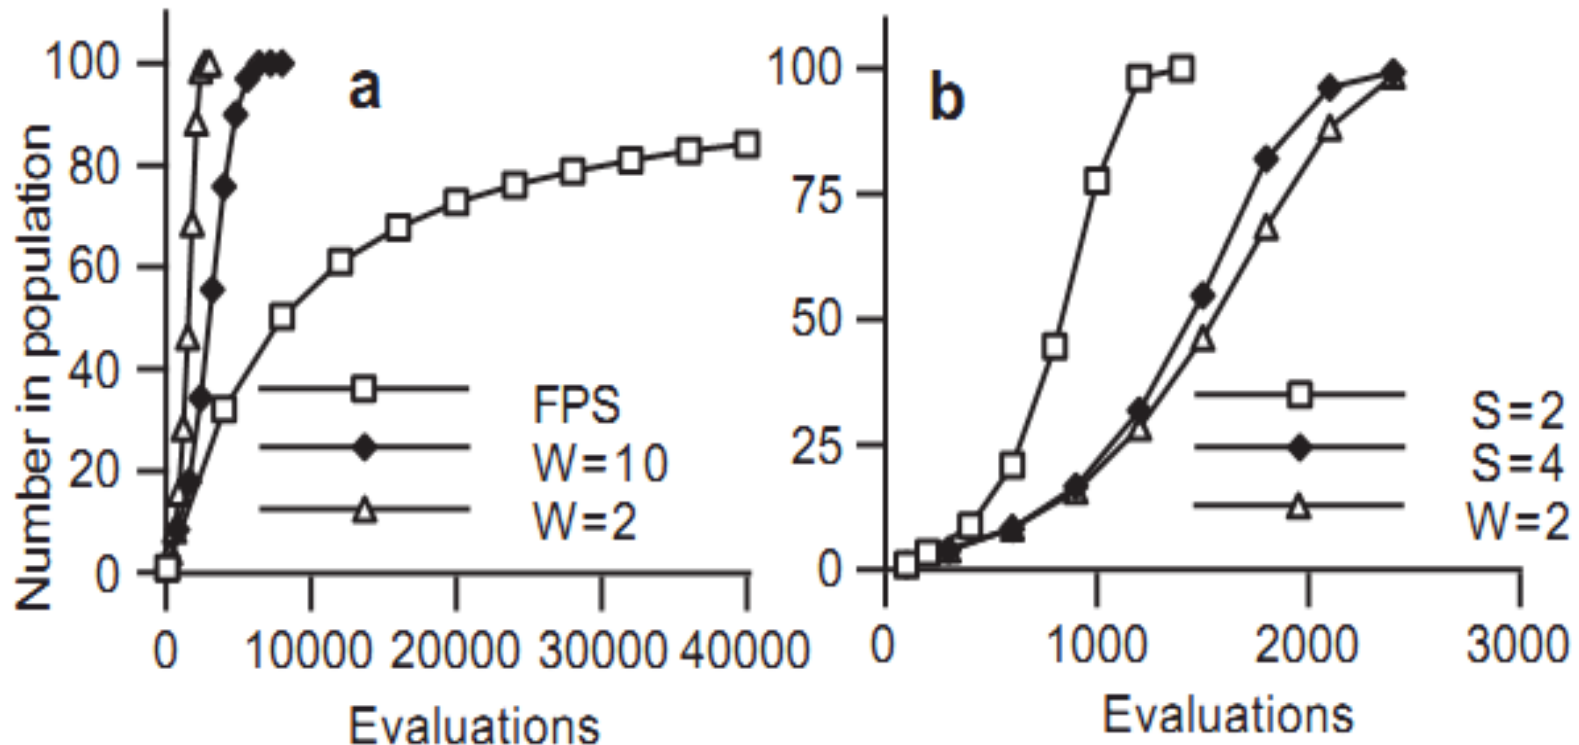 a
Number in population
100
80
60
40
20
0
FPS
W=10
W=2
0 10000 20000 30000 40000
Evaluations
b
100
75
50
25
0
S=2
S=4
W=2
0 1000 2000 3000
Evaluations